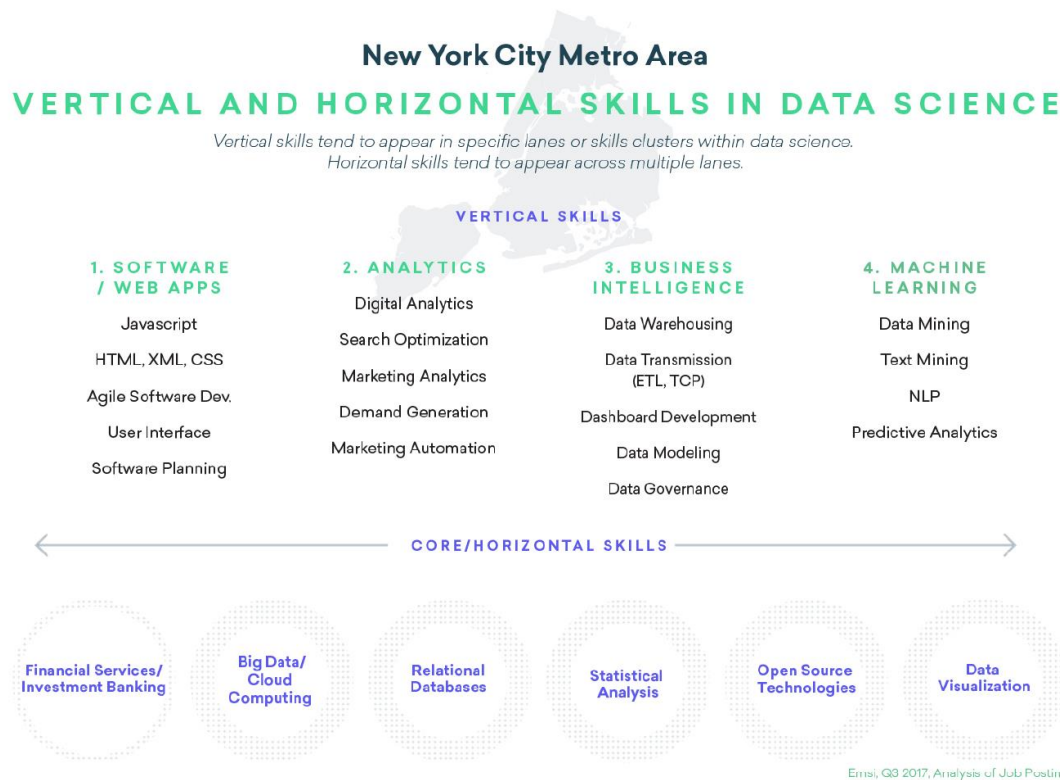 New York City Metro Area
VERTICAL AND HORIZONTAL SKILLS IN DATA SCIENCE
Vertical skills tend to appear in specific lanes or skills clusters within data science.
Horizontal skills tend to appear across multiple lanes.
VERTICAL SKILLS
1. SOFTWARE
/ WEB APPS
Javascript
HTML, XML, CSS
Agile Software Dev.
User Interface
Software Planning
2. ANALYTICS
Digital Analytics
Search Optimization
Marketing Analytics
Demand Generation
Marketing Automation
3. BUSINESS
INTELLIGENCE
Data Warehousing
Data Transmission
(ETL, TCP)
Dashboard Development
Data Modeling
Data Governance
4. MACHINE
LEARNING
Data Mining
Text Mining
NLP
Predictive Analytics
CORE/HORIZONTAL SKILLS
Financial Services/
Investment Banking
Big Data/
Cloud
Computing
Relational
Databases
Statistical
Analysis
Open Source
Technologies
Data
Visualization
Emsi, Q3 2017, Analysis of Job Postin